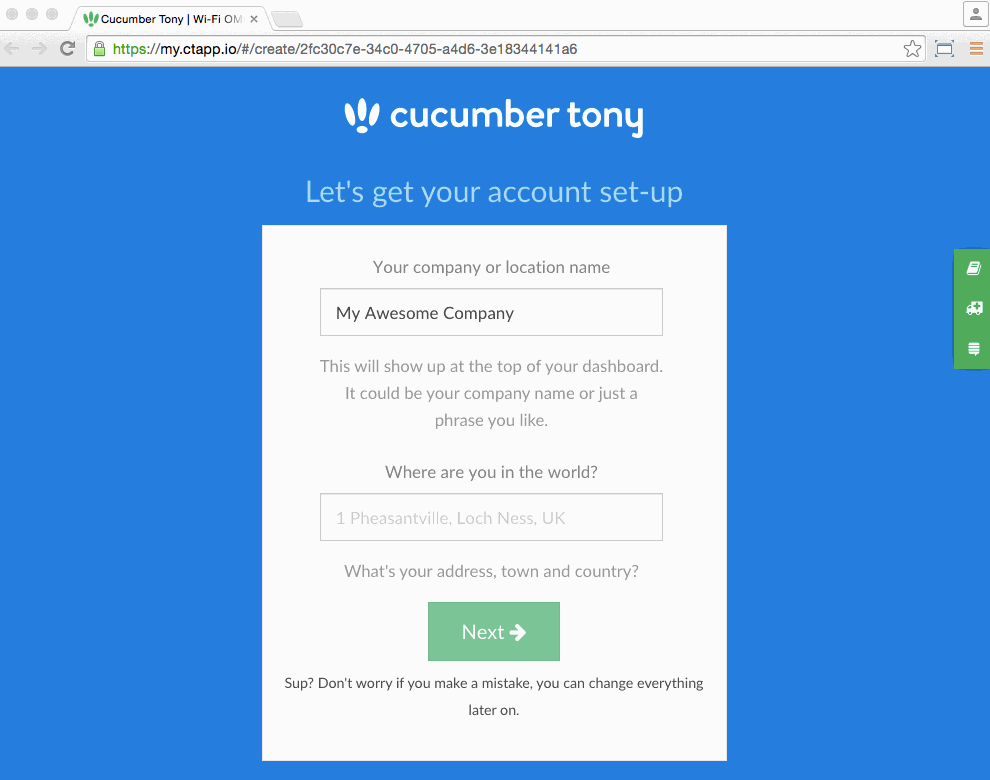 Cucumber Tony | Wi-Fi OM
https://my.ctapp.io/#/create/2fc30c7e-34c0-4705-a4d6-3e18344141a6
cucumber tony
Let's get your account set-up
Your company or location name
My Awesome Company
This will show up at the top of your dashboard.
It could be your company name or just a
phrase you like.
Where are you in the world?
1 Pheasantville, Loch Ness, UK
What's your address, town and country?
Next
Sup? Don't worry if you make a mistake, you can change everything
later on.